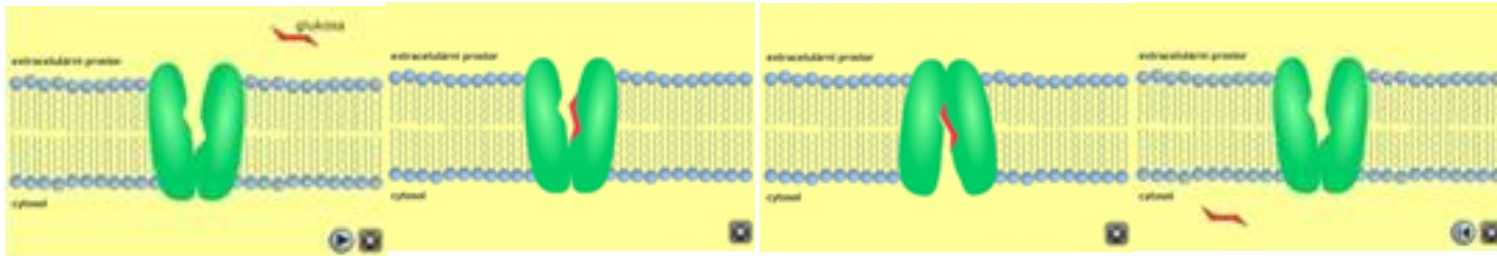 glukosa
extracelulární prostor
cytosol
extracelulární prostor
cytosol
extracelulární prostor
cytosol
extracelulární prostor
cytosol